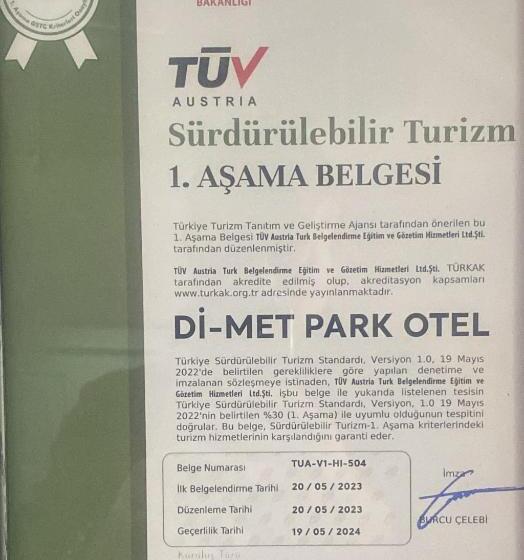 BAKANLIĞI
1. Aşama GSTC Kriterleri
TÜV
AUSTRIA
Sürdürülebilir Turizm
1. AŞAMA BELGESİ
Türkiye Turizm Tanıtım ve Geliştirme Ajansı tarafından önerilen bu
1. Aşama Belgesi TÜV Austria Turk Belgelendirme Eğitim ve Gözetim Hizmetleri Ltd.Şti.
tarafından düzenlenmiştir.
TÜV Austria Turk Belgelendirme Eğitim ve Gözetim Hizmetleri Ltd.Şti. TÜRKAK
tarafından akredite edilmiş olup, akreditasyon kapsamları
www.turkak.org.tr adresinde yayınlanmaktadır.
Dİ-MET PARK OTEL
Türkiye Sürdürülebilir Turizm Standardı, Versiyon 1.0, 19 Mayıs
2022'de belirtilen gerekliliklere göre yapılan denetime ve
imzalanan sözleşmeye istinaden, TÜV Austria Turk Belgelendirme Eğitim ve
Gözetim Hizmetleri Ltd.Şti. işbu belge ile yukarıda listelenen tesisin
Türkiye Sürdürülebilir Turizm Standardı, Versiyon, 1.0 19 Mayıs
2022'nin belirtilen %30 (1. Aşama) ile uyumlu olduğunun tespitini
doğrular. Bu belge, Sürdürülebilir Turizm-1. Aşama kriterlerindeki
turizm hizmetlerinin karşılandığını garanti eder.
Belge Numarası TUA-V1-HI-504
İlk Belgelendirme Tarihi 20 / 05 / 2023
Düzenleme Tarihi 20 / 05 / 2023
Geçerlilik Tarihi 19 / 05 / 2024
İmza
BURCU ÇELEBİ
Kuruluş Türü